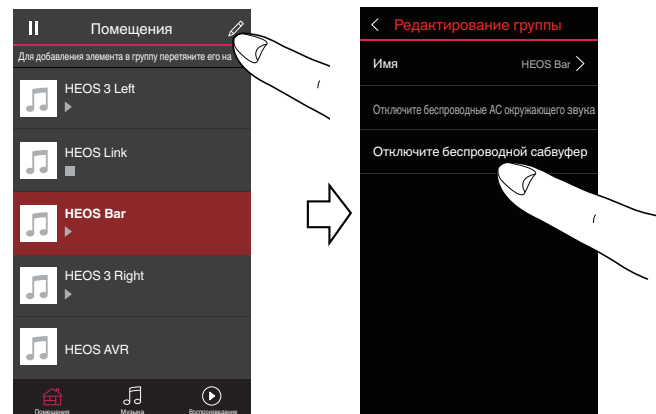 Помещения
Для добавления элемента в группу перетяните его на
HEOS 3 Left
HEOS Link
HEOS Bar
HEOS 3 Right
HEOS AVR
Помещения
Музыка
Воспроизведение
Редактирование группы
Имя
HEOS Bar
Отключите беспроводные АС окружающего звука
Отключите беспроводной сабвуфер